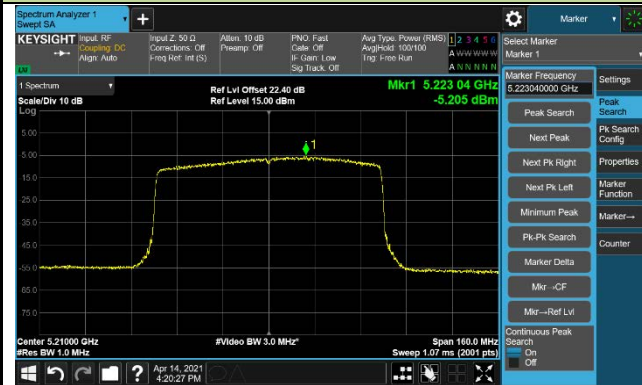 Spectrum Analyzer 1
Swept SA
Marker
KEYSIGHT
Input: RF
Coupling: DC
Align: Auto
Input Z: 50 Ω
Corrections: Off
Freq Ref: Int (S)
Atten: 10 dB
Preamp: Off
PNO: Fast
Gate: Off
IF Gain: Low
Sig Track: Off
Avg Type: Power (RMS)
Avg|Hold: 100/100
Trig: Free Run
1 2 3 4 5 6
A W W W W W
A N N N N N
Select Marker
Marker 1
1 Spectrum
Scale/Div 10 dB
Log
Ref Lvl Offset 22.40 dB
Ref Level 15.00 dBm
Mkr1 5.223 04 GHz
-5.205 dBm
Marker Frequency
5.223040000 GHz
Settings
Peak Search
Peak
Search
Next Peak
Pk Search
Config
Next Pk Right
Properties
Next Pk Left
Marker
Function
Minimum Peak
Marker→
Pk-Pk Search
Counter
Marker Delta
Mkr→CF
Mkr→Ref Lvl
Continuous Peak
Search
On
Off
5.00
1
-5.00
-15.0
-25.0
-35.0
-45.0
-55.0
-65.0
-75.0
Center 5.21000 GHz
#Res BW 1.0 MHz
#Video BW 3.0 MHz*
Span 160.0 MHz
Sweep 1.07 ms (2001 pts)
?
Apr 14, 2021
4:20:27 PM